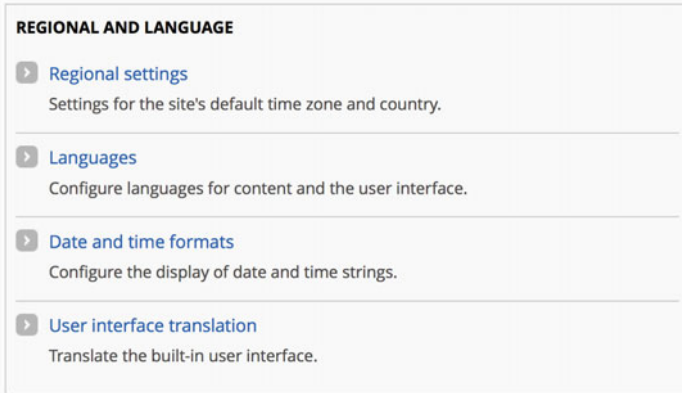 REGIONAL AND LANGUAGE
Regional settings
Settings for the site's default time zone and country.
Languages
Configure languages for content and the user interface.
Date and time formats
Configure the display of date and time strings.
User interface translation
Translate the built-in user interface.